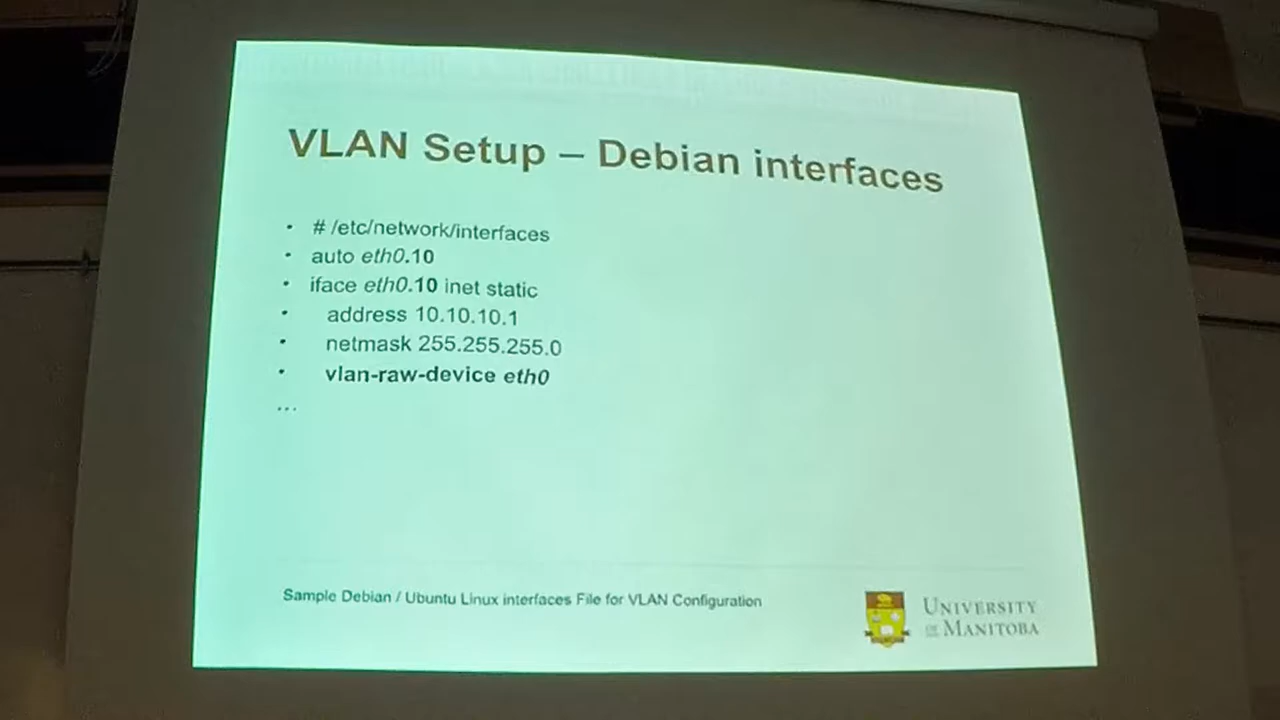 VLAN Setup – Debian interfaces
• # /etc/network/interfaces
• auto eth0.10
• iface eth0.10 inet static
• address 10.10.10.1
• netmask 255.255.255.0
• vlan-raw-device eth0
...
Sample Debian / Ubuntu Linux interfaces File for VLAN Configuration
UNIVERSITY
OF MANITOBA